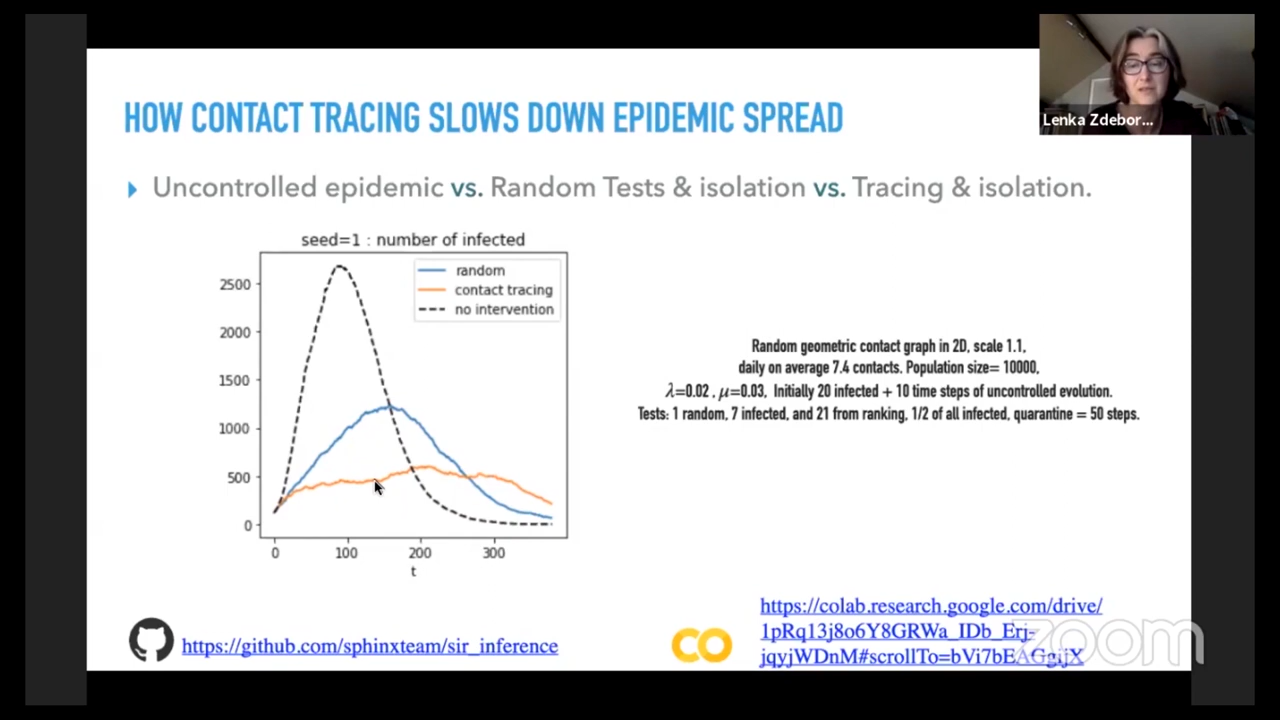 HOW CONTACT TRACING SLOWS DOWN EPIDEMIC SPREAD
Lenka Zdebor...
Uncontrolled epidemic vs. Random Tests & isolation vs. Tracing & isolation.
seed=1 : number of infected
random
contact tracing
no intervention
2500
2000
1500
1000
500
0
0 100 200 300
t
Random geometric contact graph in 2D, scale 1.1,
daily on average 7.4 contacts. Population size= 10000,
λ=0.02 , μ=0.03, Initially 20 infected + 10 time steps of uncontrolled evolution.
Tests: 1 random, 7 infected, and 21 from ranking, 1/2 of all infected, quarantine = 50 steps.
https://github.com/sphinxteam/sir_inference
CO
https://colab.research.google.com/drive/
1pRq13j8o6Y8GRWa_IDb_Erj-
jqyjWDnM#scrollTo=bVi7bEAGgijX
zoom